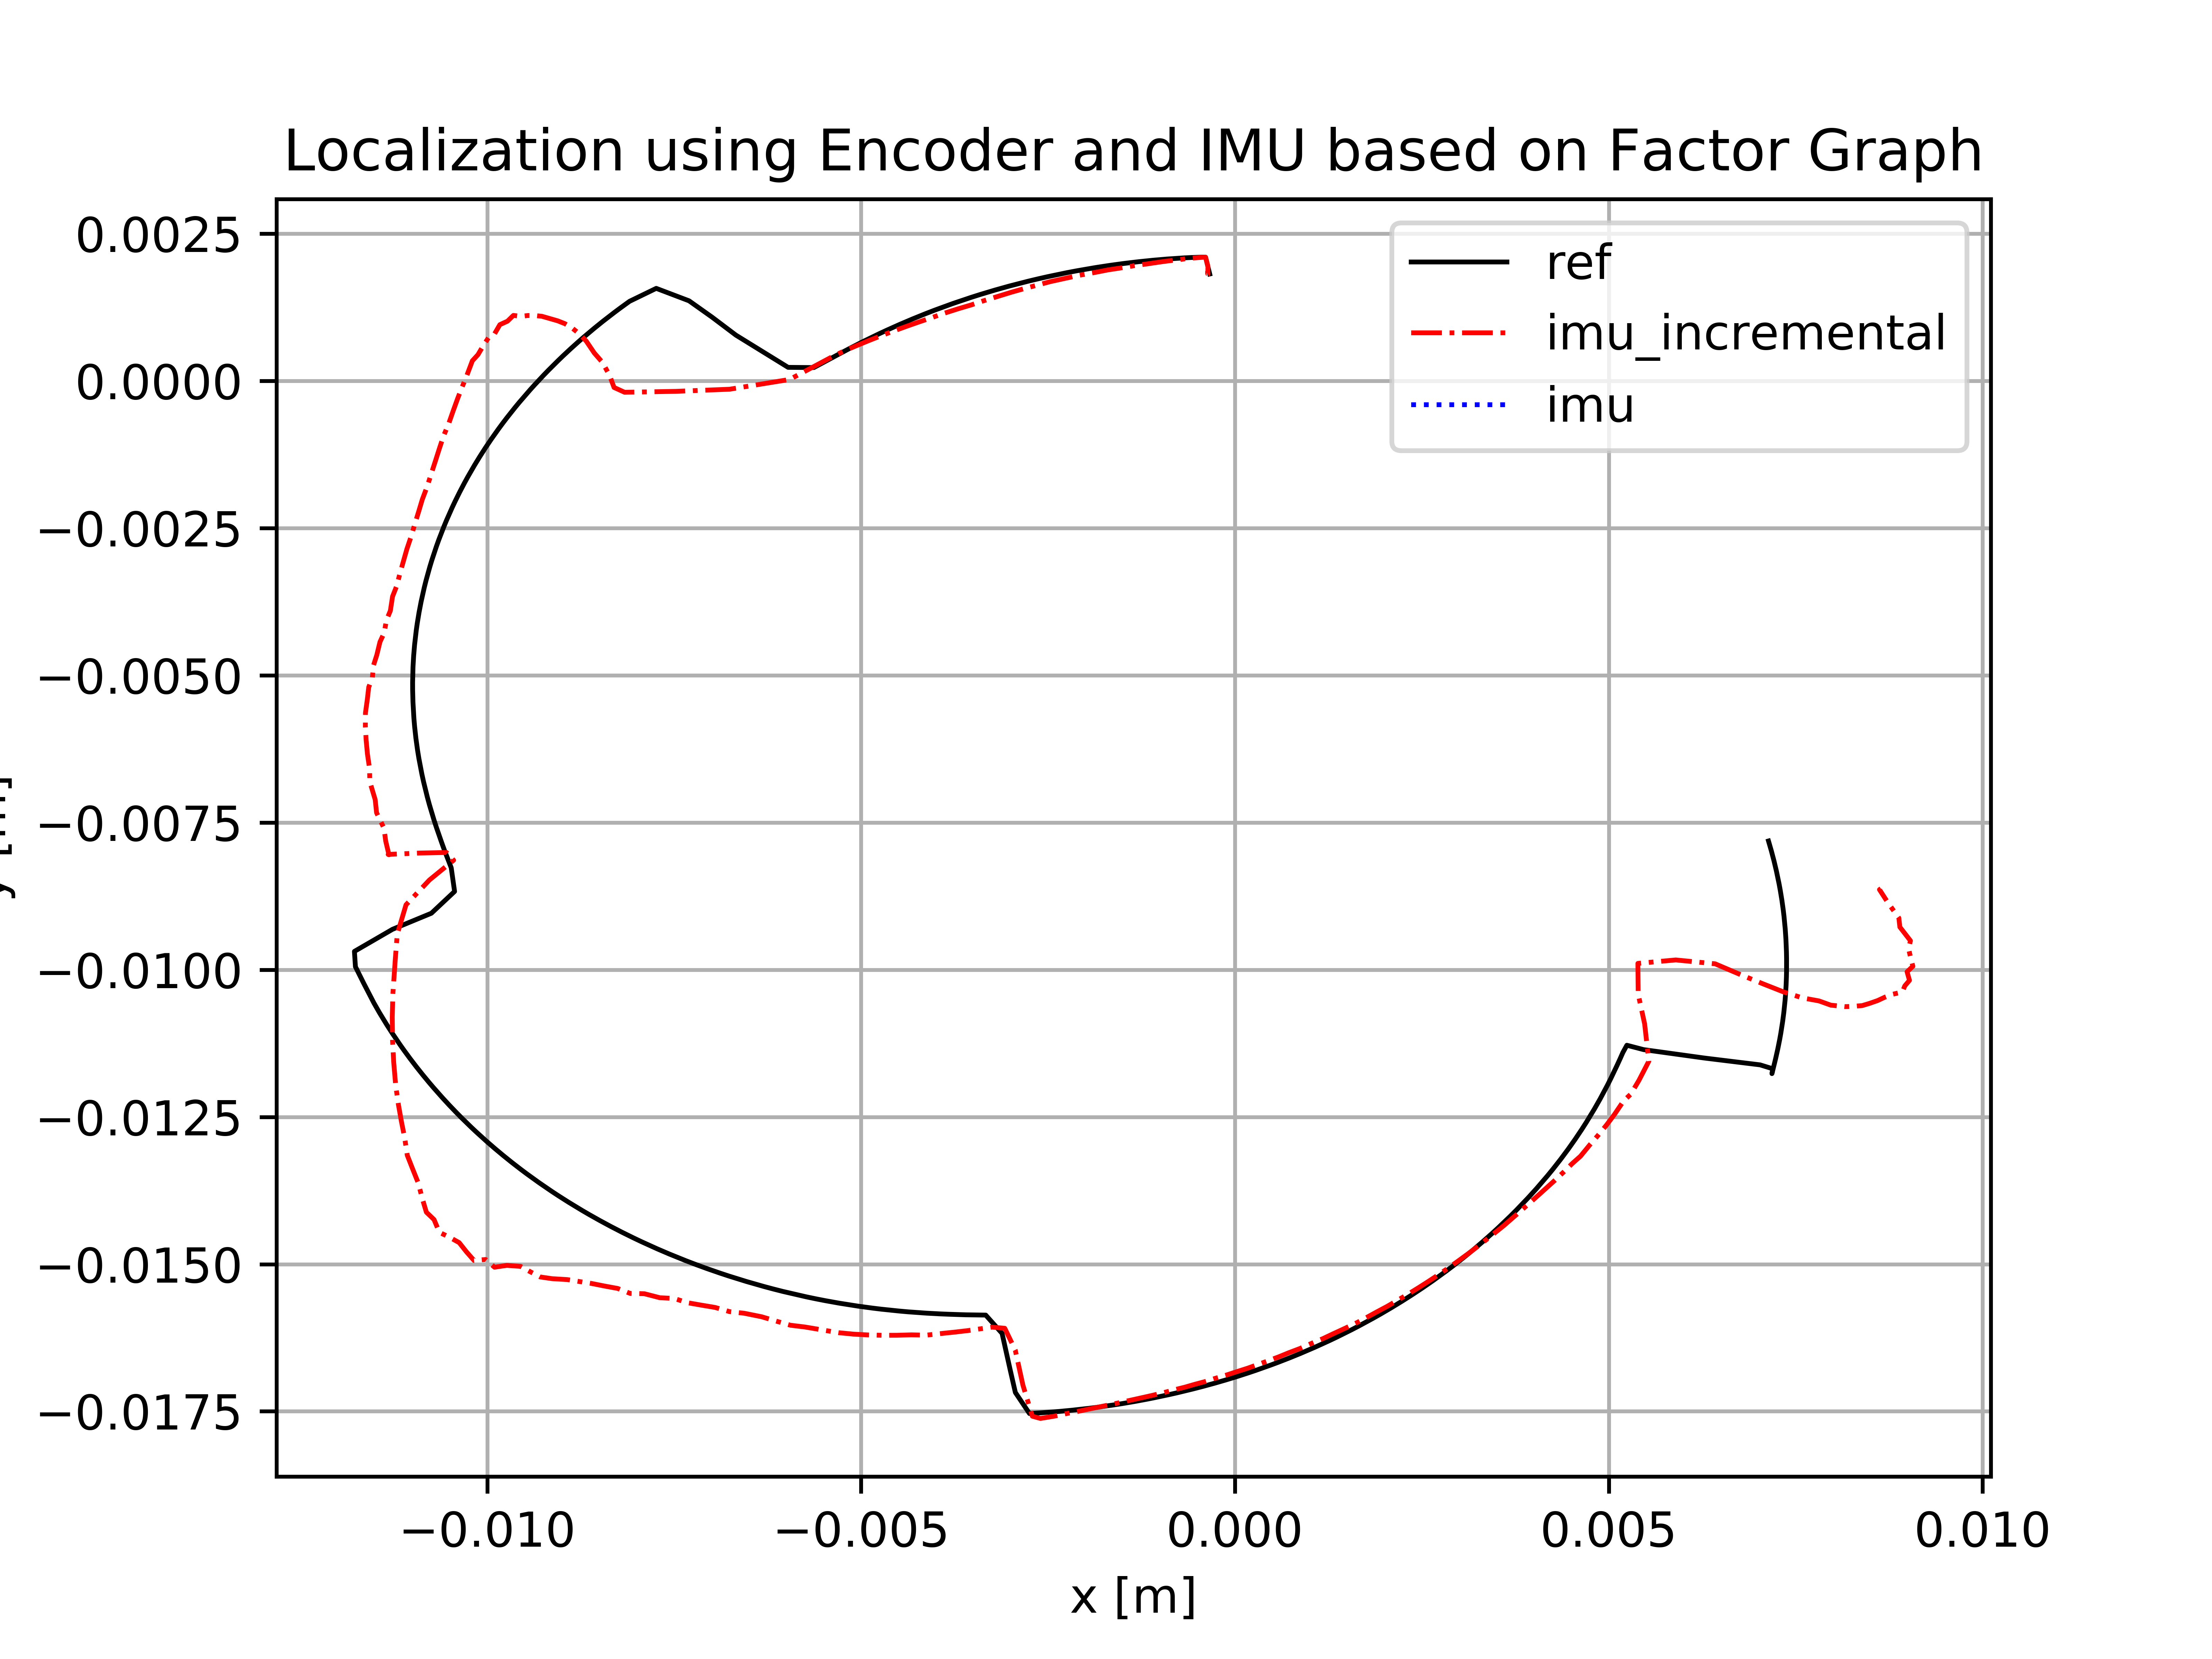 Localization using Encoder and IMU based on Factor Graph
ref
imu_incremental
imu
0.0025
0.0000
−0.0025
−0.0050
−0.0075
−0.0100
−0.0125
−0.0150
−0.0175
−0.010
−0.005
0.000
0.005
0.010
x [m]